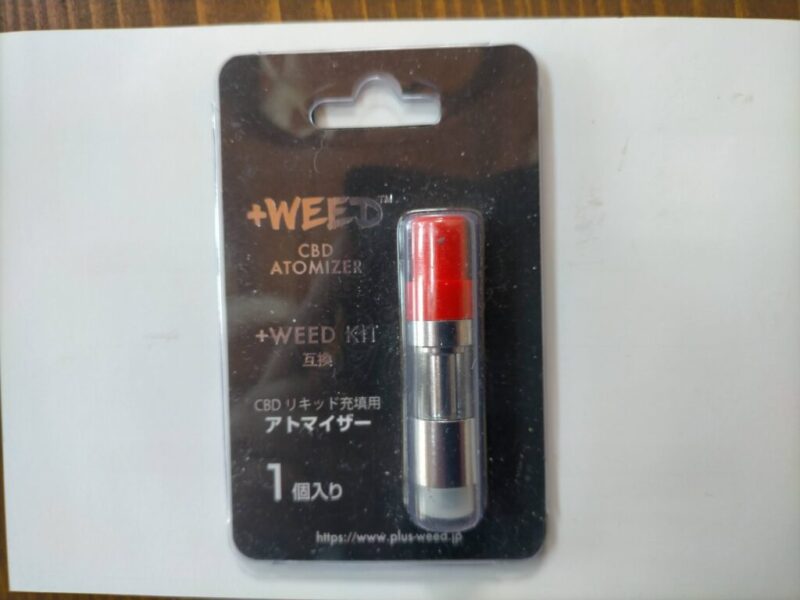 +WEED™
CBD
ATOMIZER
+WEED KIT
互換
CBD リキッド充填用
アトマイザー
1個入り
https://www.plus-weed.jp